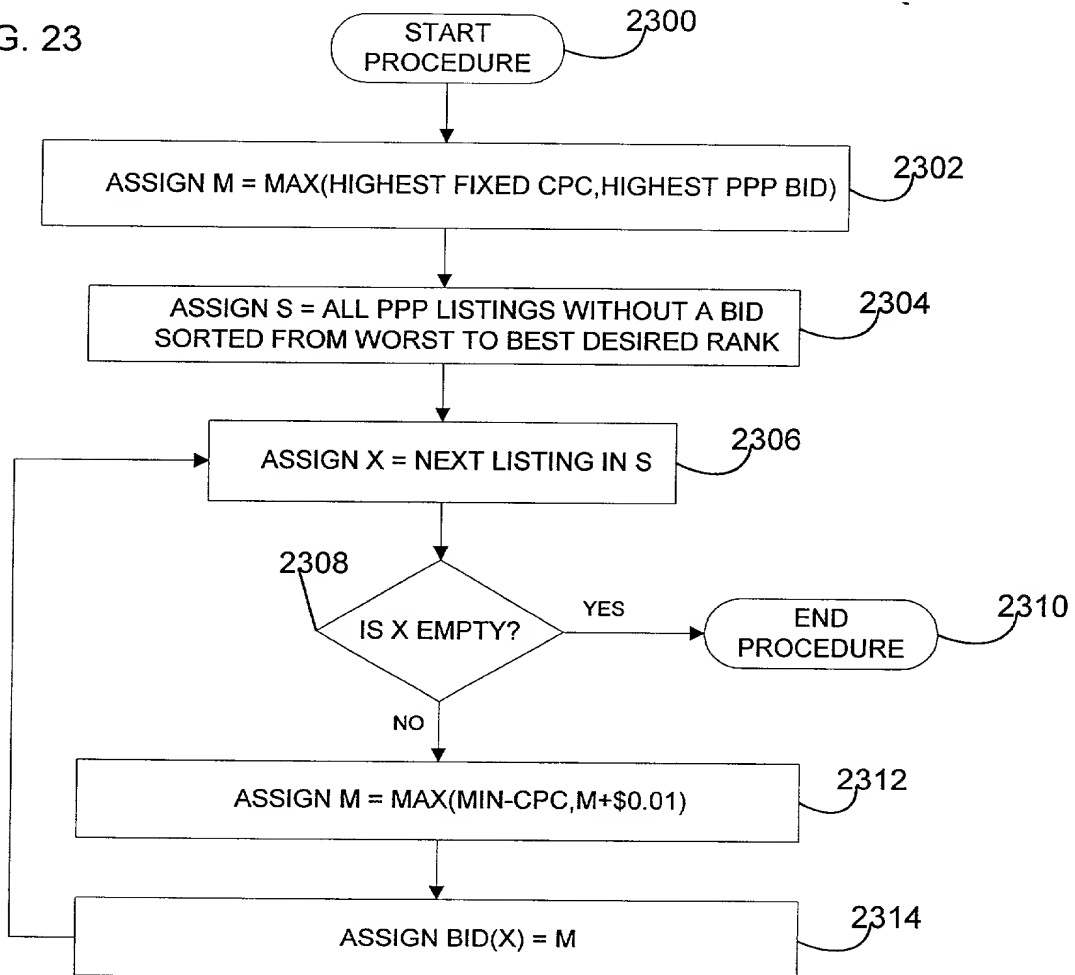 G. 23
START
PROCEDURE
2300
ASSIGN M = MAX(HIGHEST FIXED CPC,HIGHEST PPP BID)
2302
ASSIGN S = ALL PPP LISTINGS WITHOUT A BID
SORTED FROM WORST TO BEST DESIRED RANK
2304
ASSIGN X = NEXT LISTING IN S
2306
2308
IS X EMPTY?
YES
END
PROCEDURE
2310
NO
ASSIGN M = MAX(MIN-CPC,M+$0.01)
2312
ASSIGN BID(X) = M
2314